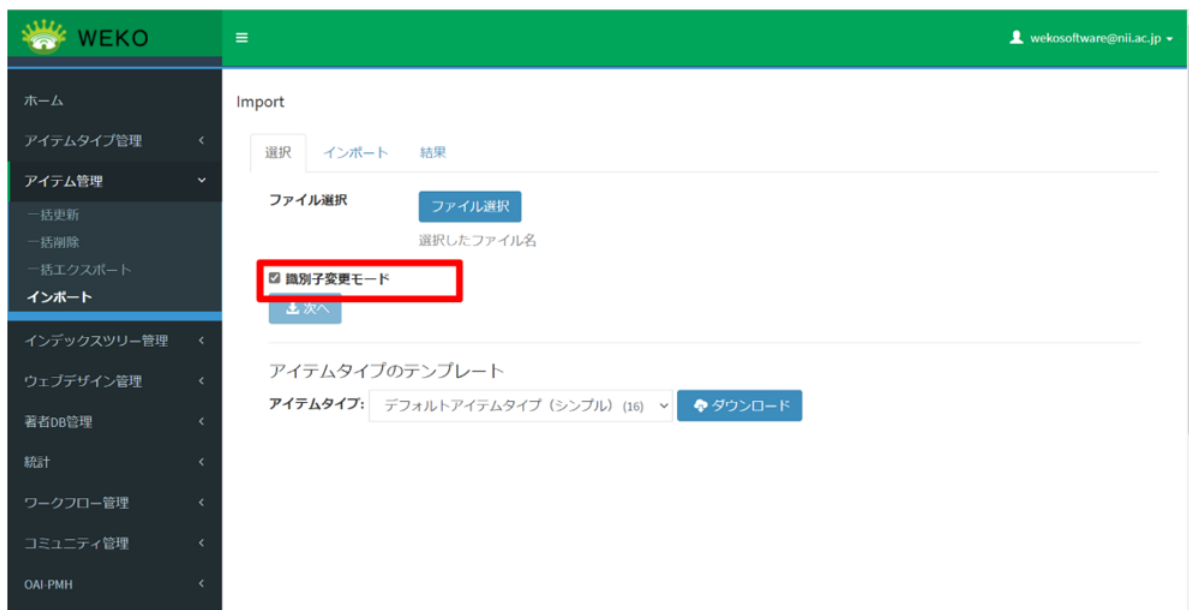 WEKO
wekosoftware@nii.ac.jp
ホーム
アイテムタイプ管理
アイテム管理
一括更新
一括削除
一括エクスポート
インポート
インデックスツリー管理
ウェブデザイン管理
著者DB管理
統計
ワークフロー管理
コミュニティ管理
OAI-PMH
Import
選択 インポート 結果
ファイル選択 ファイル選択
選択したファイル名
識別子変更モード
次へ
アイテムタイプのテンプレート
アイテムタイプ: デフォルトアイテムタイプ（シンプル）(16) ダウンロード